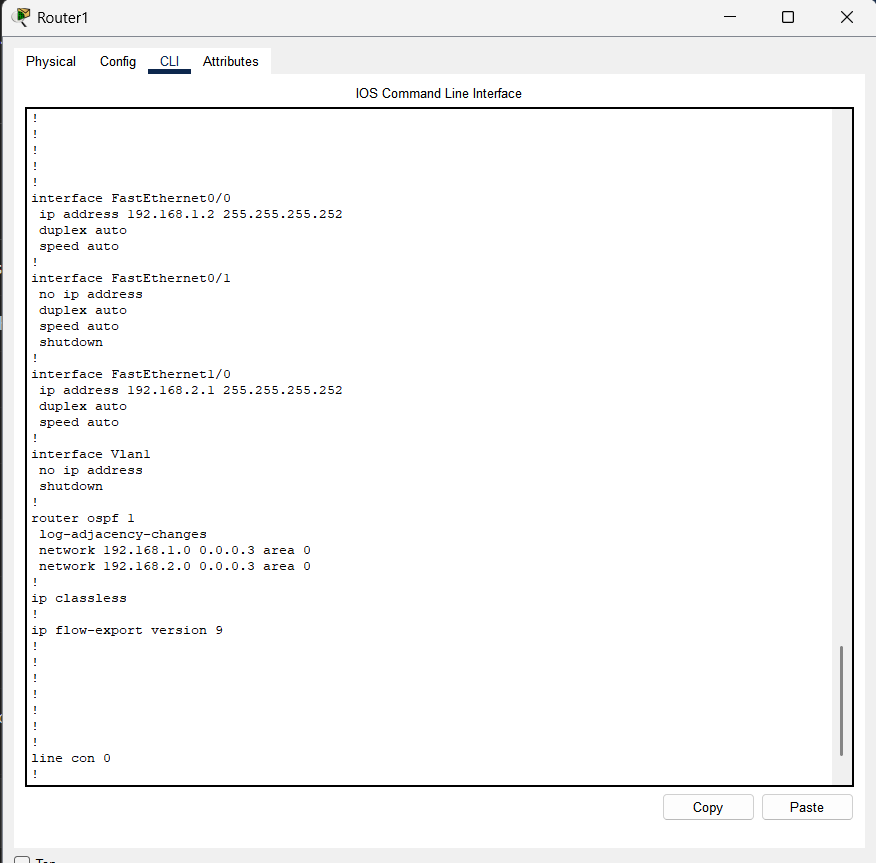 Router1
Physical Config CLI Attributes
IOS Command Line Interface
!
!
!
!
!
interface FastEthernet0/0
ip address 192.168.1.2 255.255.255.252
duplex auto
speed auto
!
interface FastEthernet0/1
no ip address
duplex auto
speed auto
shutdown
!
interface FastEthernet1/0
ip address 192.168.2.1 255.255.255.252
duplex auto
speed auto
!
interface Vlan1
no ip address
shutdown
!
router ospf 1
log-adjacency-changes
network 192.168.1.0 0.0.0.3 area 0
network 192.168.2.0 0.0.0.3 area 0
!
ip classless
!
ip flow-export version 9
!
!
!
!
!
!
!
line con 0
!
Copy Paste